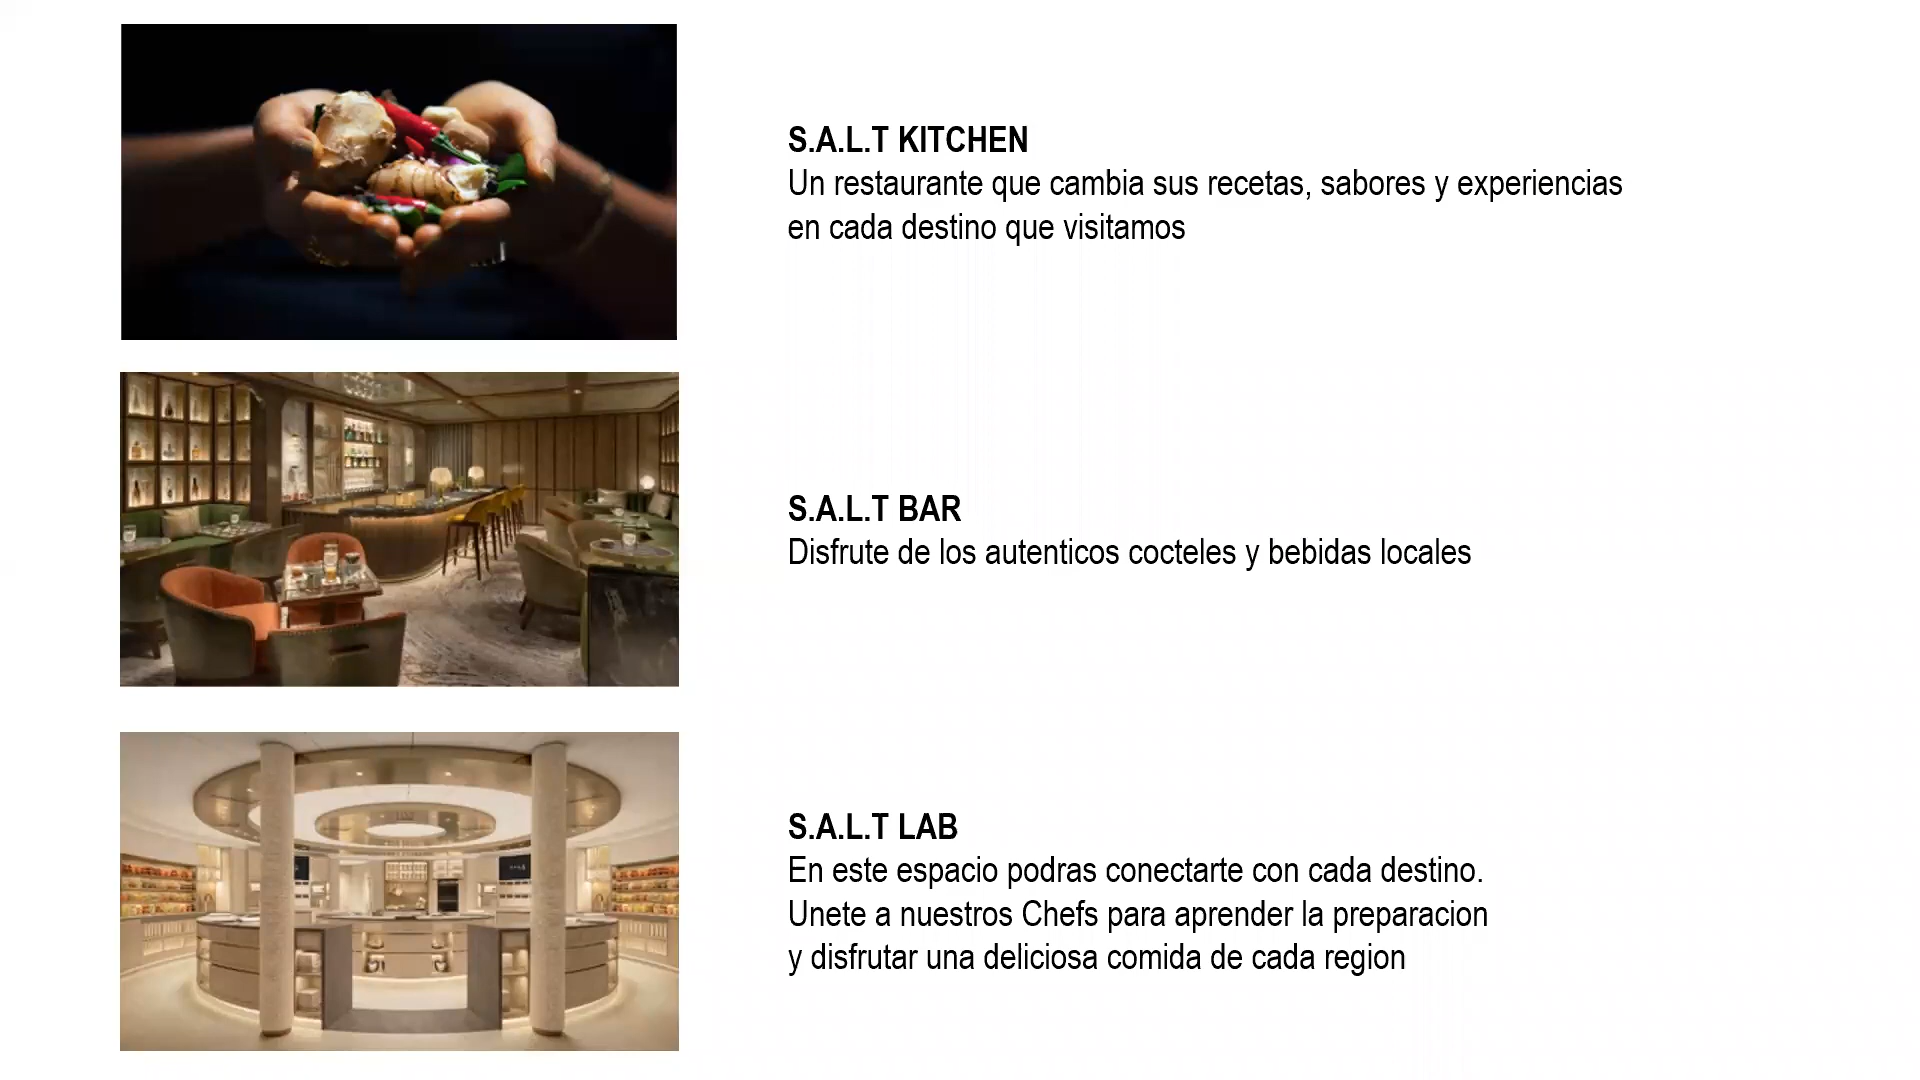 S.A.L.T KITCHEN
Un restaurante que cambia sus recetas, sabores y experiencias
en cada destino que visitamos
S.A.L.T BAR
Disfrute de los autenticos cocteles y bebidas locales
S.A.L.T LAB
En este espacio podras conectarte con cada destino.
Unete a nuestros Chefs para aprender la preparacion
y disfrutar una deliciosa comida de cada region